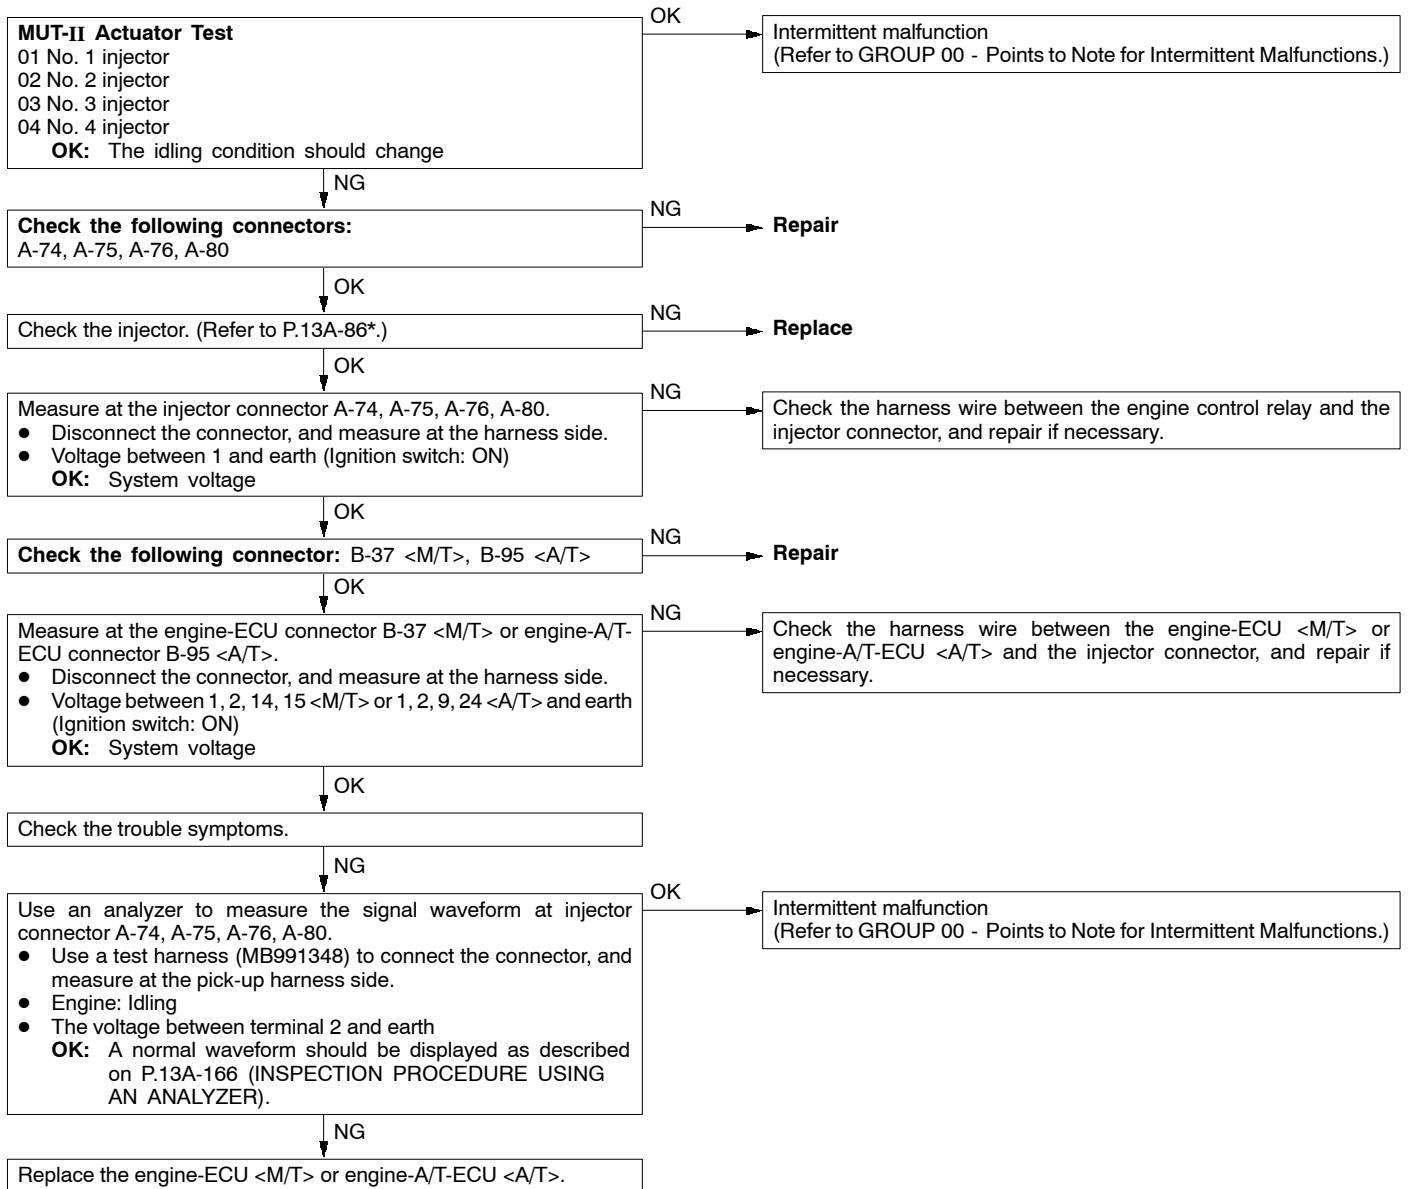 MUT-II Actuator Test
01 No. 1 injector
02 No. 2 injector
03 No. 3 injector
04 No. 4 injector
OK: The idling condition should change
OK
Intermittent malfunction
(Refer to GROUP 00 - Points to Note for Intermittent Malfunctions.)
NG
Check the following connectors:
A-74, A-75, A-76, A-80
NG
Repair
OK
Check the injector. (Refer to P.13A-86*.)
NG
Replace
OK
Measure at the injector connector A-74, A-75, A-76, A-80.
● Disconnect the connector, and measure at the harness side.
● Voltage between 1 and earth (Ignition switch: ON)
OK: System voltage
NG
Check the harness wire between the engine control relay and the
injector connector, and repair if necessary.
OK
Check the following connector: B-37 <M/T>, B-95 <A/T>
NG
Repair
OK
Measure at the engine-ECU connector B-37 <M/T> or engine-A/T-
ECU connector B-95 <A/T>.
● Disconnect the connector, and measure at the harness side.
● Voltage between 1, 2, 14, 15 <M/T> or 1, 2, 9, 24 <A/T> and earth
(Ignition switch: ON)
OK: System voltage
NG
Check the harness wire between the engine-ECU <M/T> or
engine-A/T-ECU <A/T> and the injector connector, and repair if
necessary.
OK
Check the trouble symptoms.
NG
Use an analyzer to measure the signal waveform at injector
connector A-74, A-75, A-76, A-80.
● Use a test harness (MB991348) to connect the connector, and
measure at the pick-up harness side.
● Engine: Idling
● The voltage between terminal 2 and earth
OK: A normal waveform should be displayed as described
on P.13A-166 (INSPECTION PROCEDURE USING
AN ANALYZER).
OK
Intermittent malfunction
(Refer to GROUP 00 - Points to Note for Intermittent Malfunctions.)
NG
Replace the engine-ECU <M/T> or engine-A/T-ECU <A/T>.